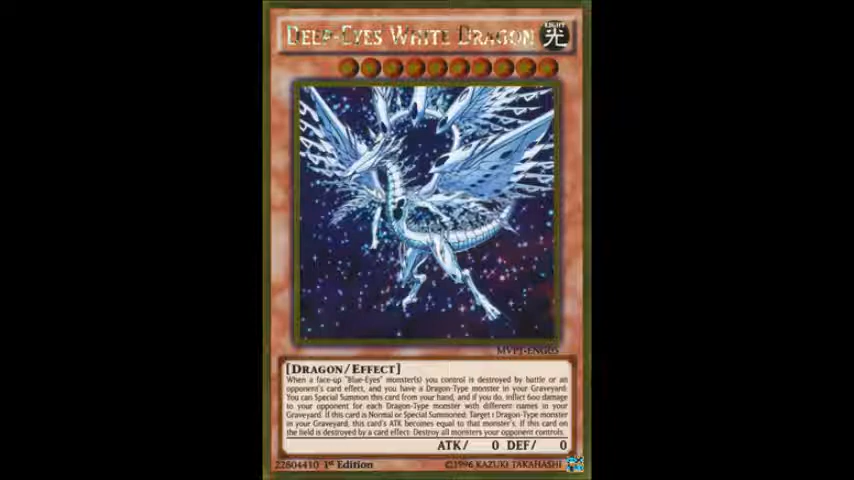 DEEP-EYES WHITE DRAGON
LIGHT
光
MVP1-ENG05
[DRAGON/EFFECT]
When a face-up "Blue-Eyes" monster(s) you control is destroyed by battle or an
opponent's card effect, and you have a Dragon-Type monster in your Graveyard:
You can Special Summon this card from your hand, and if you do, inflict 600 damage
to your opponent for each Dragon-Type monster with different names in your
Graveyard. If this card is Normal or Special Summoned: Target 1 Dragon-Type monster
in your Graveyard; this card's ATK becomes equal to that monster's. If this card on
the field is destroyed by a card effect: Destroy all monsters your opponent controls.
ATK/ 0 DEF/ 0
22804410 1st Edition ©1996 KAZUKI TAKAHASHI